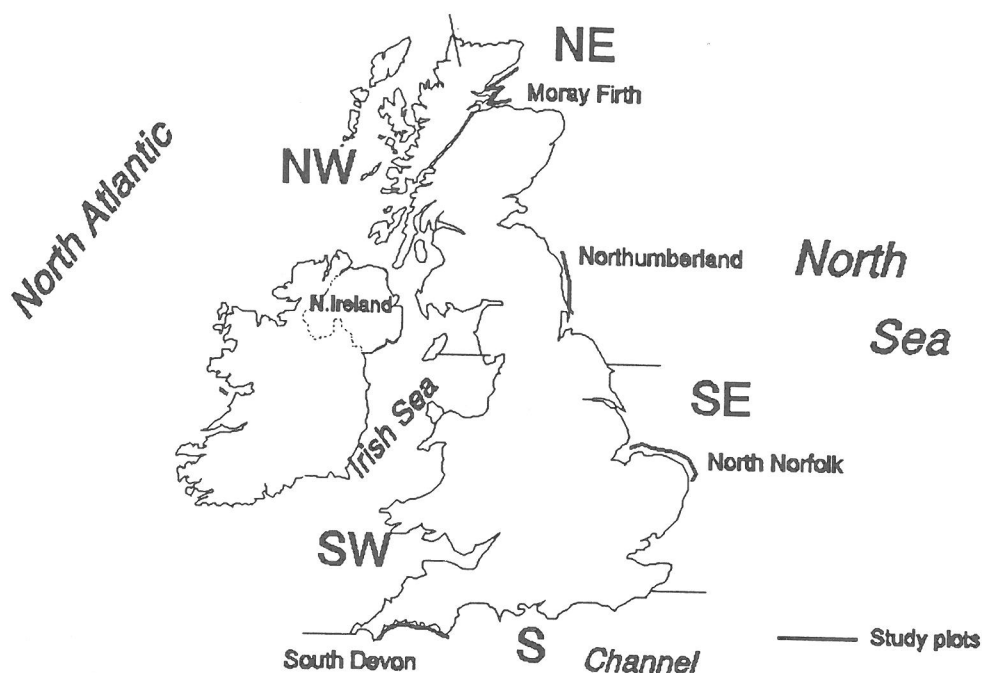 NE
Moray Firth
NW
North Atlantic
Northumberland
North
Sea
N.Ireland
SE
Irish Sea
North Norfolk
SW
S
South Devon
Channel
Study plots